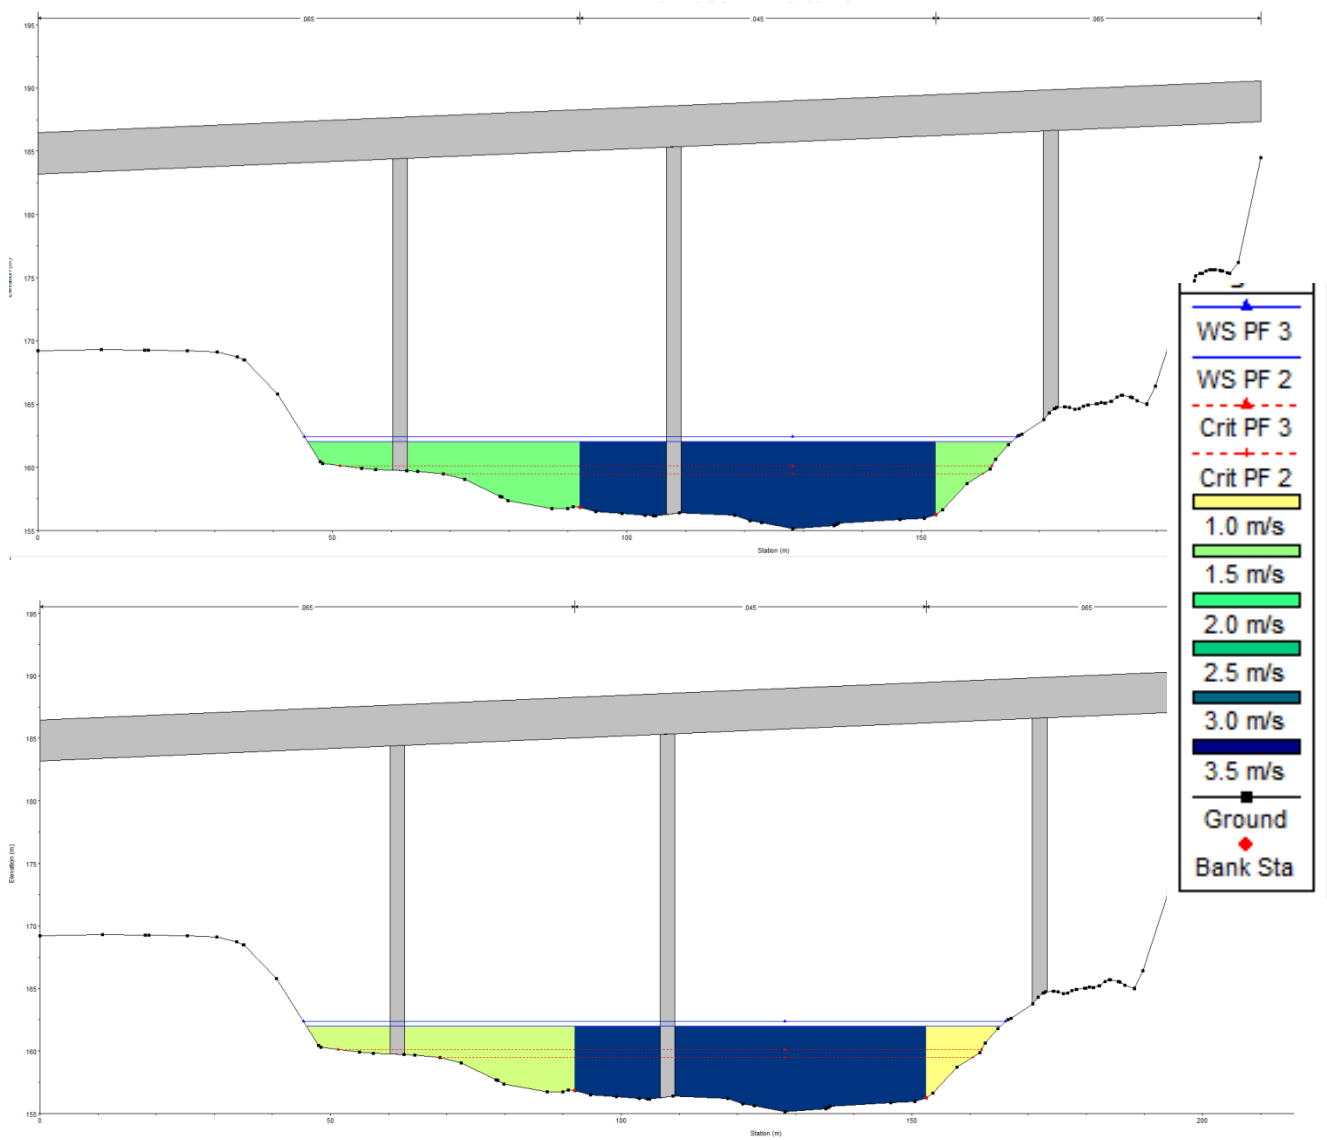 .065 .045 .065
195
190
185
180
175
170
165
160
155
0 50 100 150
Station (m)
WS PF 3
WS PF 2
Crit PF 3
Crit PF 2
1.0 m/s
1.5 m/s
2.0 m/s
2.5 m/s
3.0 m/s
3.5 m/s
Ground
Bank Sta
.065 .045 .065
195
190
185
180
175
170
165
160
155
Elevation (m)
0 50 100 150 200
Station (m)